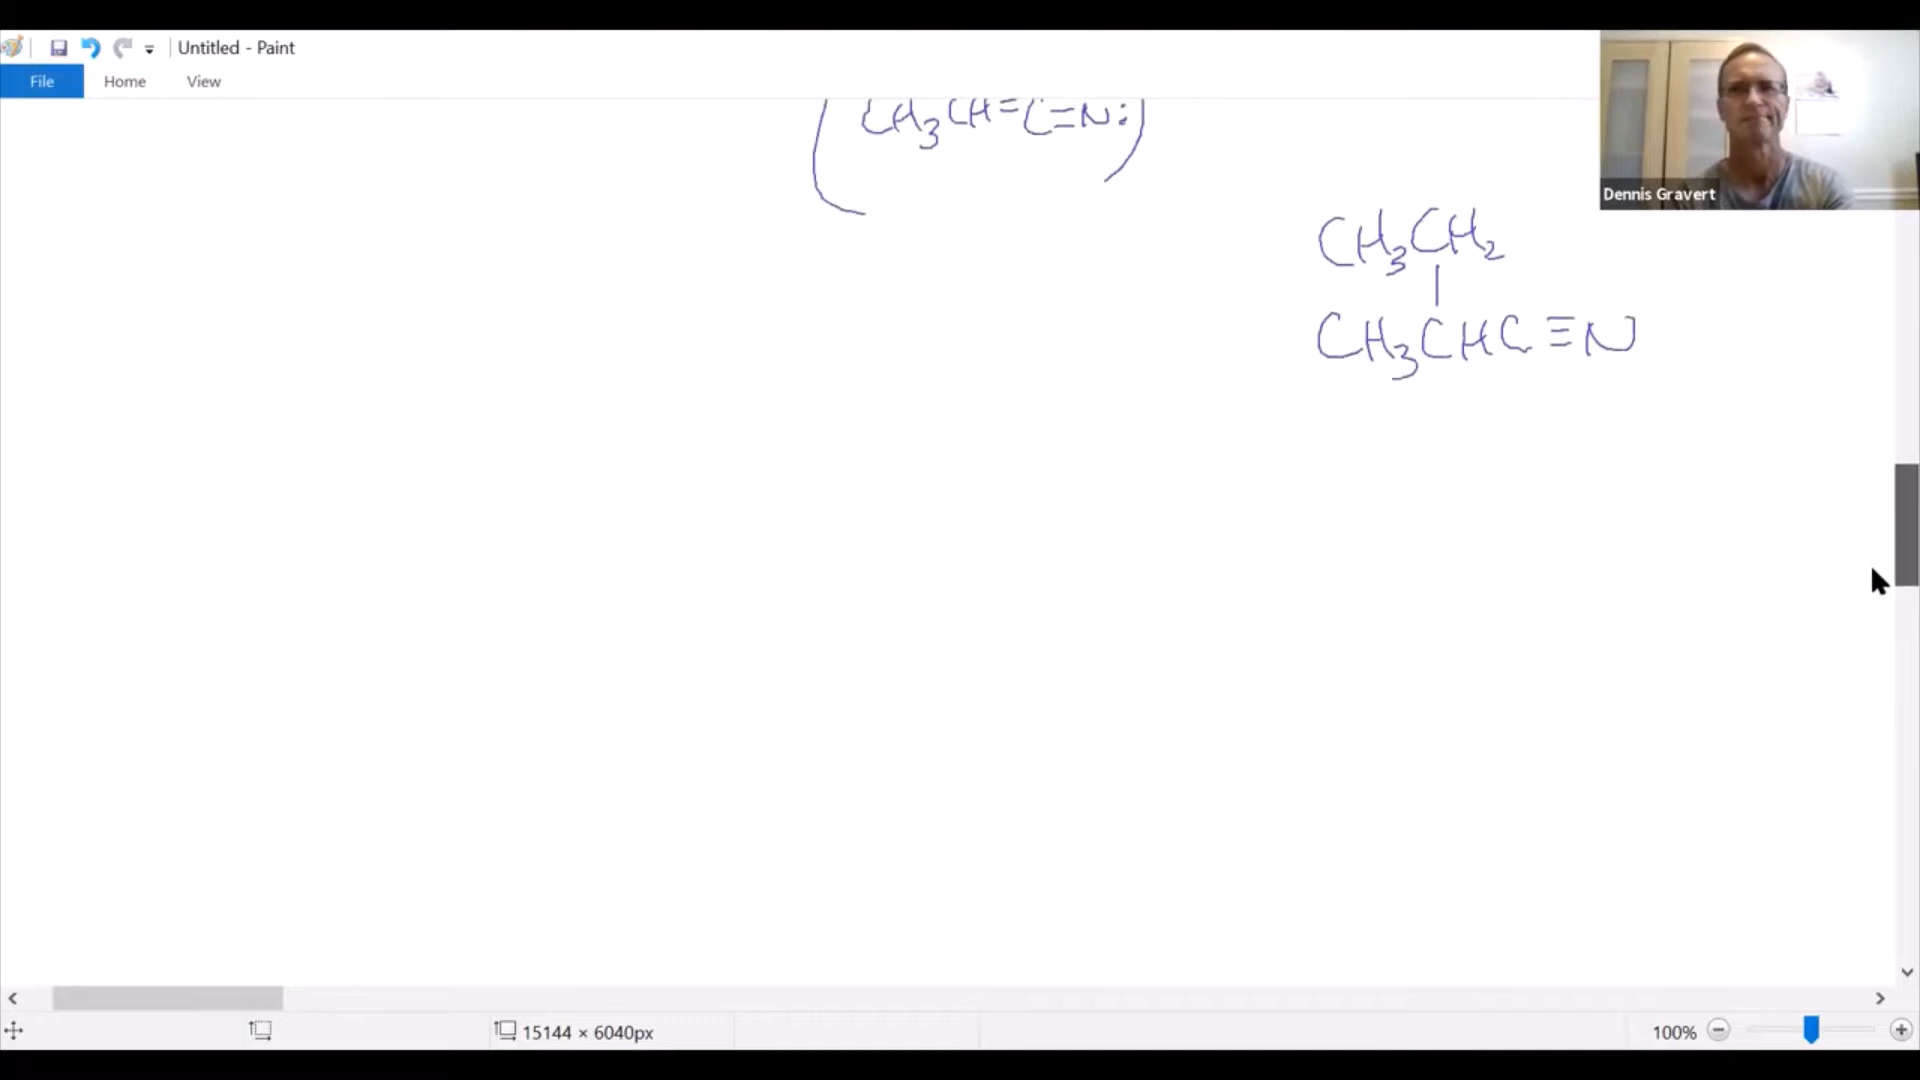 Untitled - Paint
File Home View
CH3CH=C=N:
Dennis Gravert
CH3CH2
CH3CHC≡N
15144 × 6040px
100%